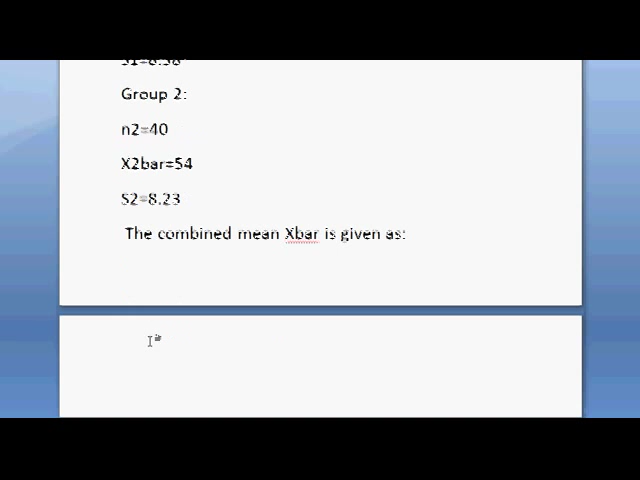 Group 2:
n2=40
X2bar=54
S2=8.23
The combined mean Xbar is given as: